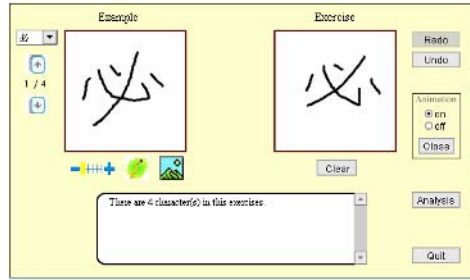 Example
Exercise
必
必
必
Redo
Undo
1 / 4
Animation
on
off
Close
Clear
There are 4 character(s) in this exercises.
Analysis
Quit